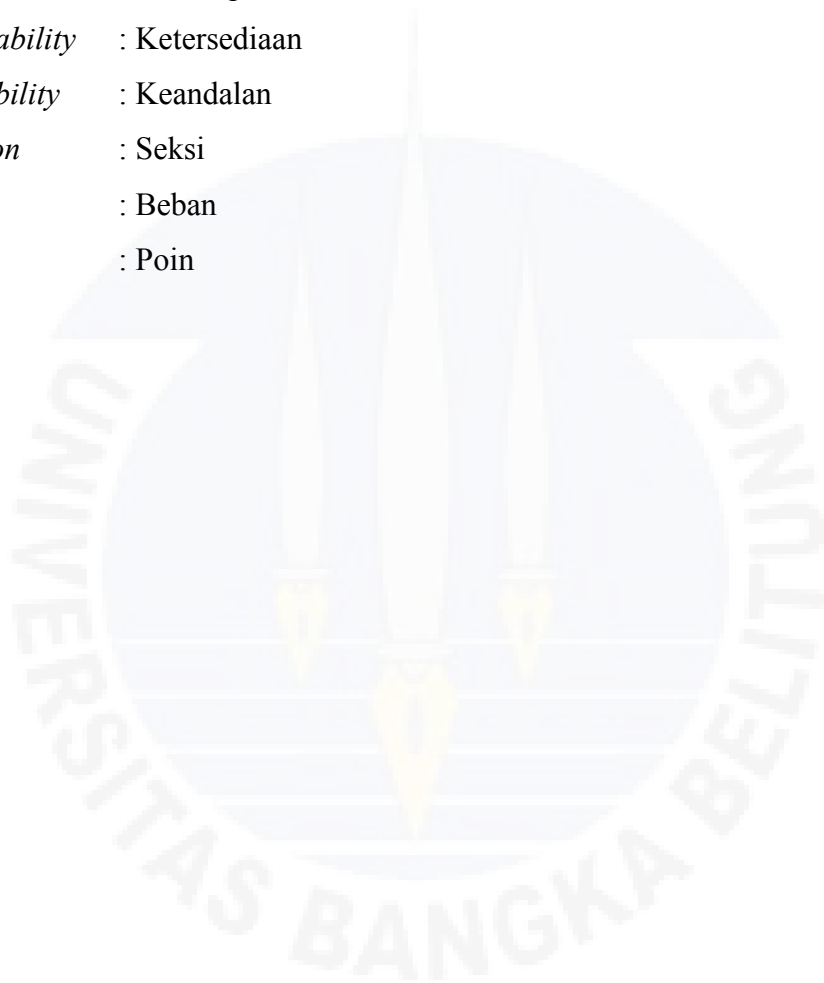 ability : Ketersediaan
bility : Keandalan
on : Seksi
: Beban
: Poin
UNIVERSITAS BANGKA BELITUNG